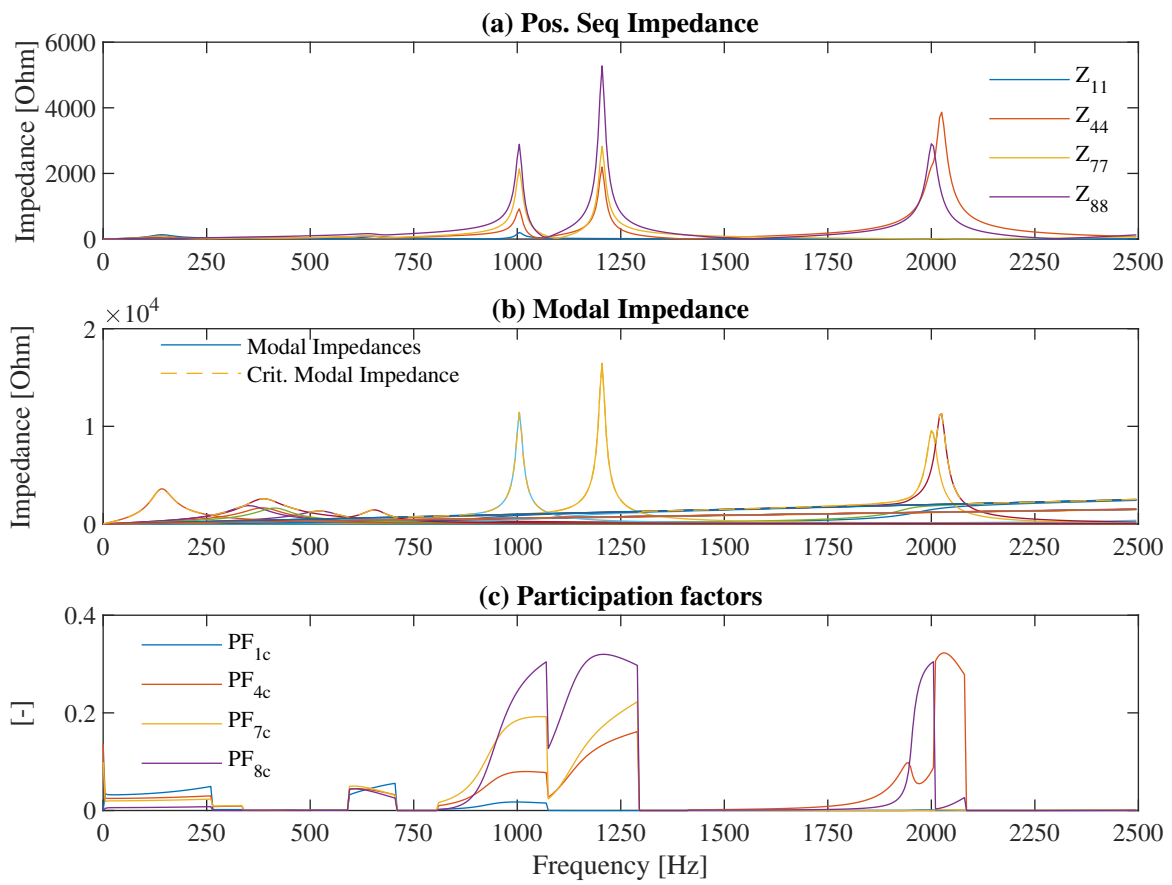 (a) Pos. Seq Impedance
Impedance [Ohm]
6000
4000
2000
0
Z11
Z44
Z77
Z88
0 250 500 750 1000 1250 1500 1750 2000 2250 2500
(b) Modal Impedance
×10^4
Impedance [Ohm]
2
1
0
Modal Impedances
Crit. Modal Impedance
0 250 500 750 1000 1250 1500 1750 2000 2250 2500
(c) Participation factors
[-]
0.4
0.2
0
PF1c
PF4c
PF7c
PF8c
0 250 500 750 1000 1250 1500 1750 2000 2250 2500
Frequency [Hz]